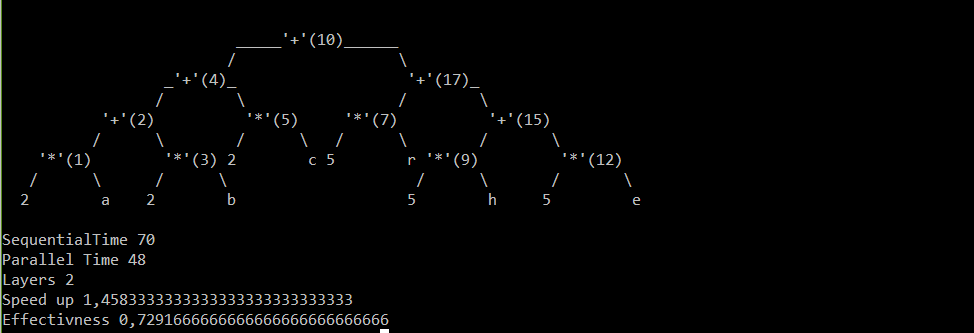 _____'+'(10)______
/ \
_'+'(4)_ '+'(17)_
/ \ / \
'+'(2) '*'(5) '*'(7) '+'(15)
/ \ / \ / \ / \
'*'(1) '*'(3) 2 c 5 r '*'(9) '*'(12)
/ \ / \ / \ / \
2 a 2 b 5 h 5 e
SequentialTime 70
Parallel Time 48
Layers 2
Speed up 1,4583333333333333333333333333
Effectivness 0,7291666666666666666666666666